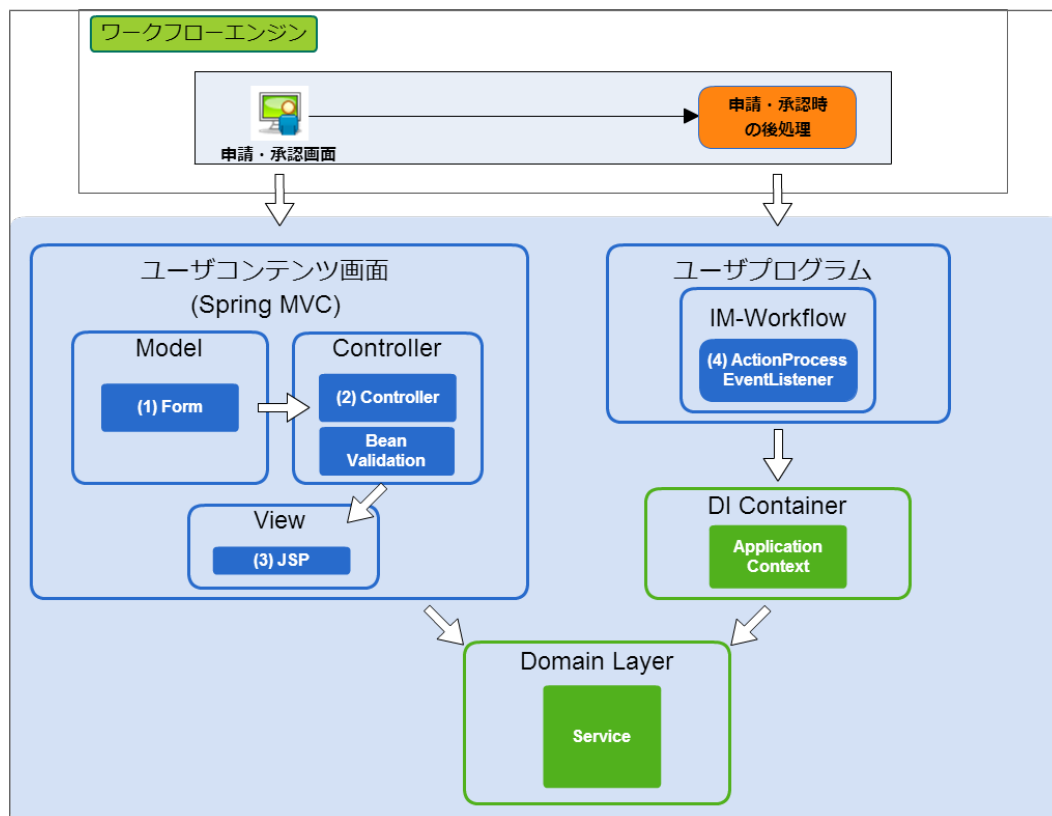 ワークフローエンジン
申請・承認画面
申請・承認時
の後処理
ユーザコンテンツ画面
(Spring MVC)
Model
(1) Form
Controller
(2) Controller
Bean
Validation
View
(3) JSP
ユーザプログラム
IM-Workflow
(4) ActionProcess
EventListener
DI Container
Application
Context
Domain Layer
Service